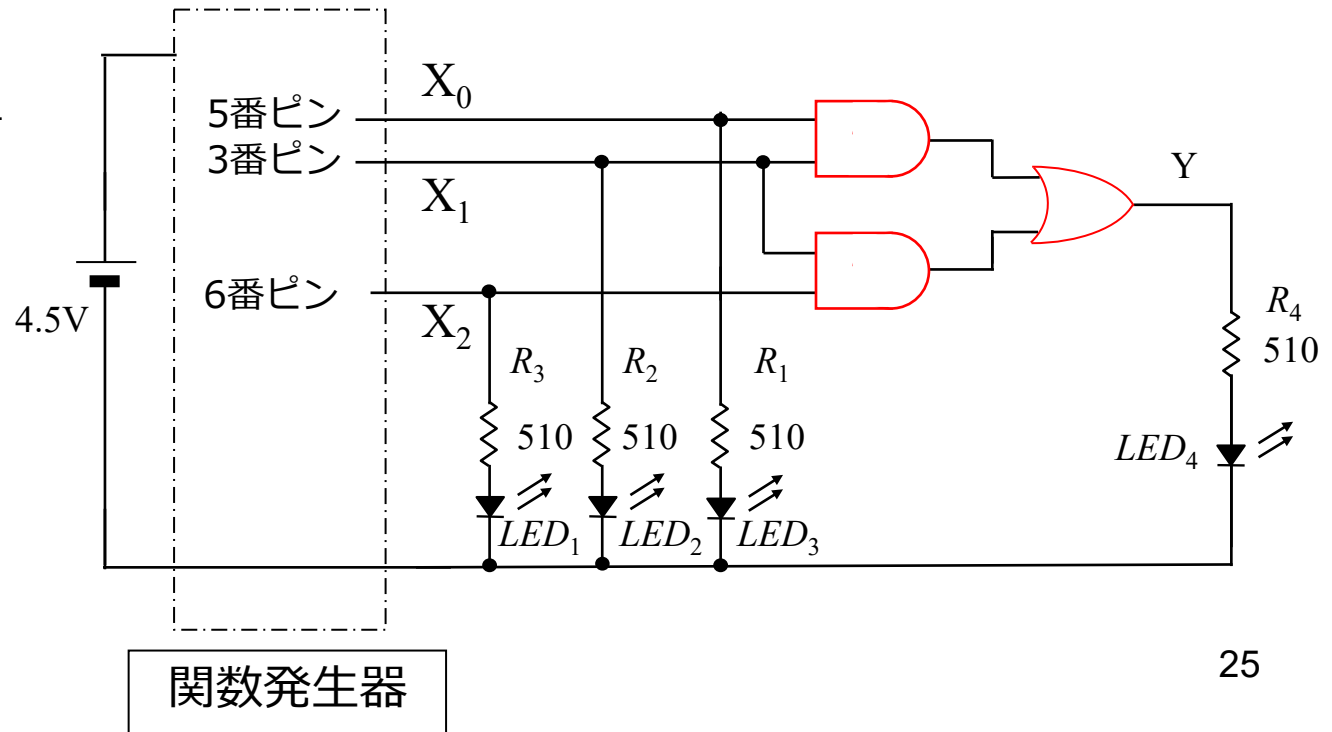 5番ピン
X₀
3番ピン
X₁
Y
6番ピン
X₂
4.5V
R₃
R₂
R₁
R₄
510
510
510
510
LED₄
LED₁
LED₂
LED₃
関数発生器
25